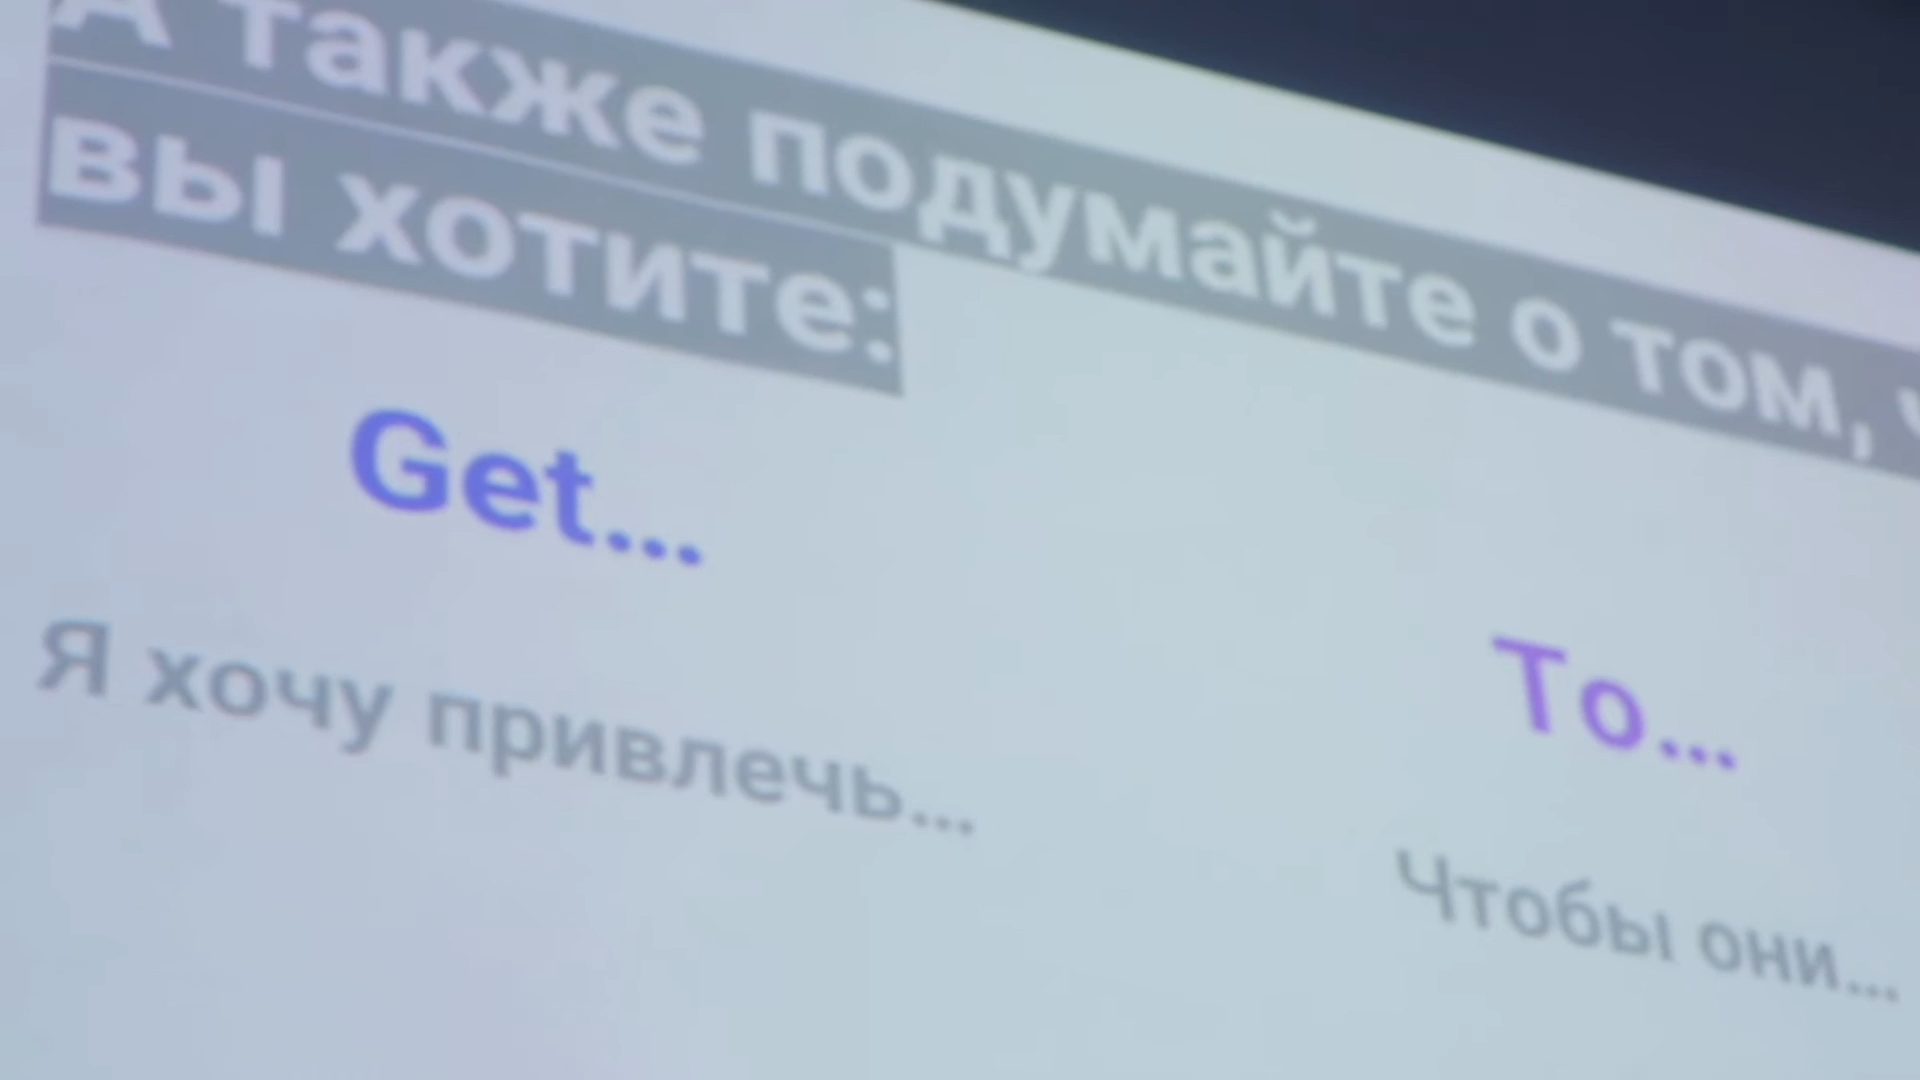 А также подумайте о том,
вы хотите:
Get...
To...
Я хочу привлечь...
Чтобы они...